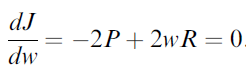 dJ/dw = −2P + 2wR = 0.